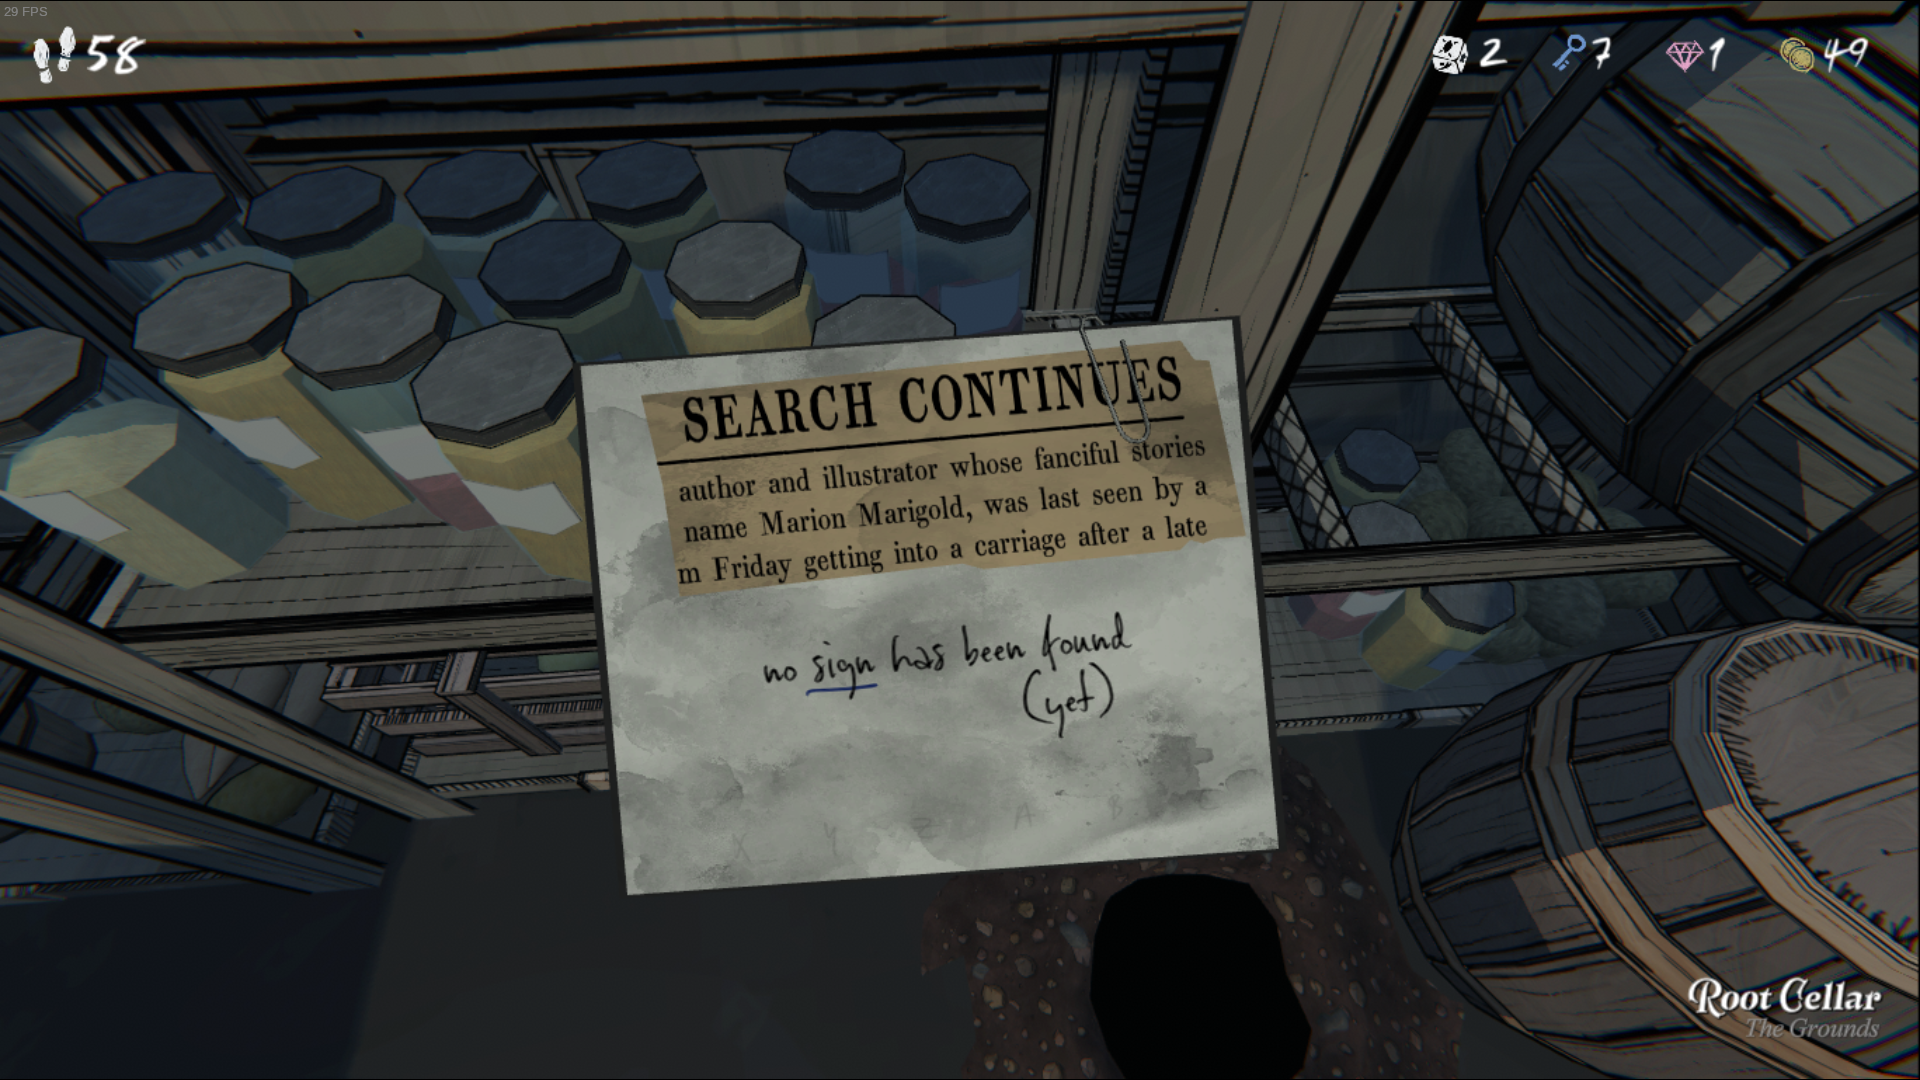 29 FPS
58
2 7 1 49
SEARCH CONTINUES
author and illustrator whose fanciful stories
name Marion Marigold, was last seen by a
m Friday getting into a carriage after a late
no sign has been found
(yet)
X Y Z A B C
Root Cellar
The Grounds